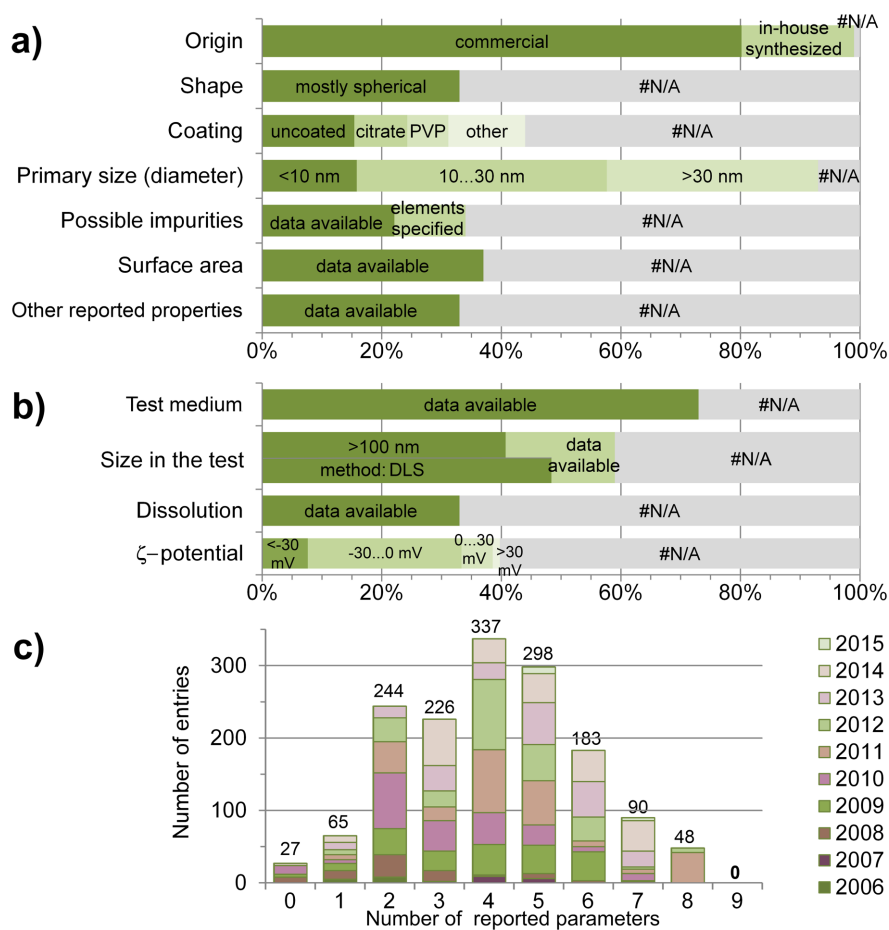 a)
#N/A
Origin
commercial
in-house
synthesized
Shape
mostly spherical
#N/A
Coating
uncoated
citrate
PVP
other
#N/A
Primary size (diameter)
<10 nm
10...30 nm
>30 nm
#N/A
Possible impurities
data available
elements
specified
#N/A
Surface area
data available
#N/A
Other reported properties
data available
#N/A
0%
20%
40%
60%
80%
100%
b)
Test medium
data available
#N/A
Size in the test
>100 nm
method: DLS
data
available
#N/A
Dissolution
data available
#N/A
ζ−potential
<-30
mV
-30...0 mV
0...30
mV
>30
mV
#N/A
0%
20%
40%
60%
80%
100%
c)
Number of entries
300
200
100
0
27
65
244
226
337
298
183
90
48
0
0
1
2
3
4
5
6
7
8
9
Number of reported parameters
2015
2014
2013
2012
2011
2010
2009
2008
2007
2006